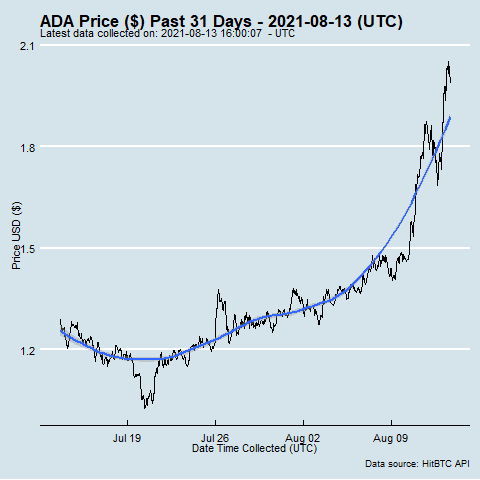 ADA Price ($) Past 31 Days - 2021-08-13 (UTC)
Latest data collected on: 2021-08-13 16:00:07  - UTC
2.1
1.8
1.5
1.2
Price USD ($)
Jul 19
Jul 26
Aug 02
Aug 09
Date Time Collected (UTC)
Data source: HitBTC API